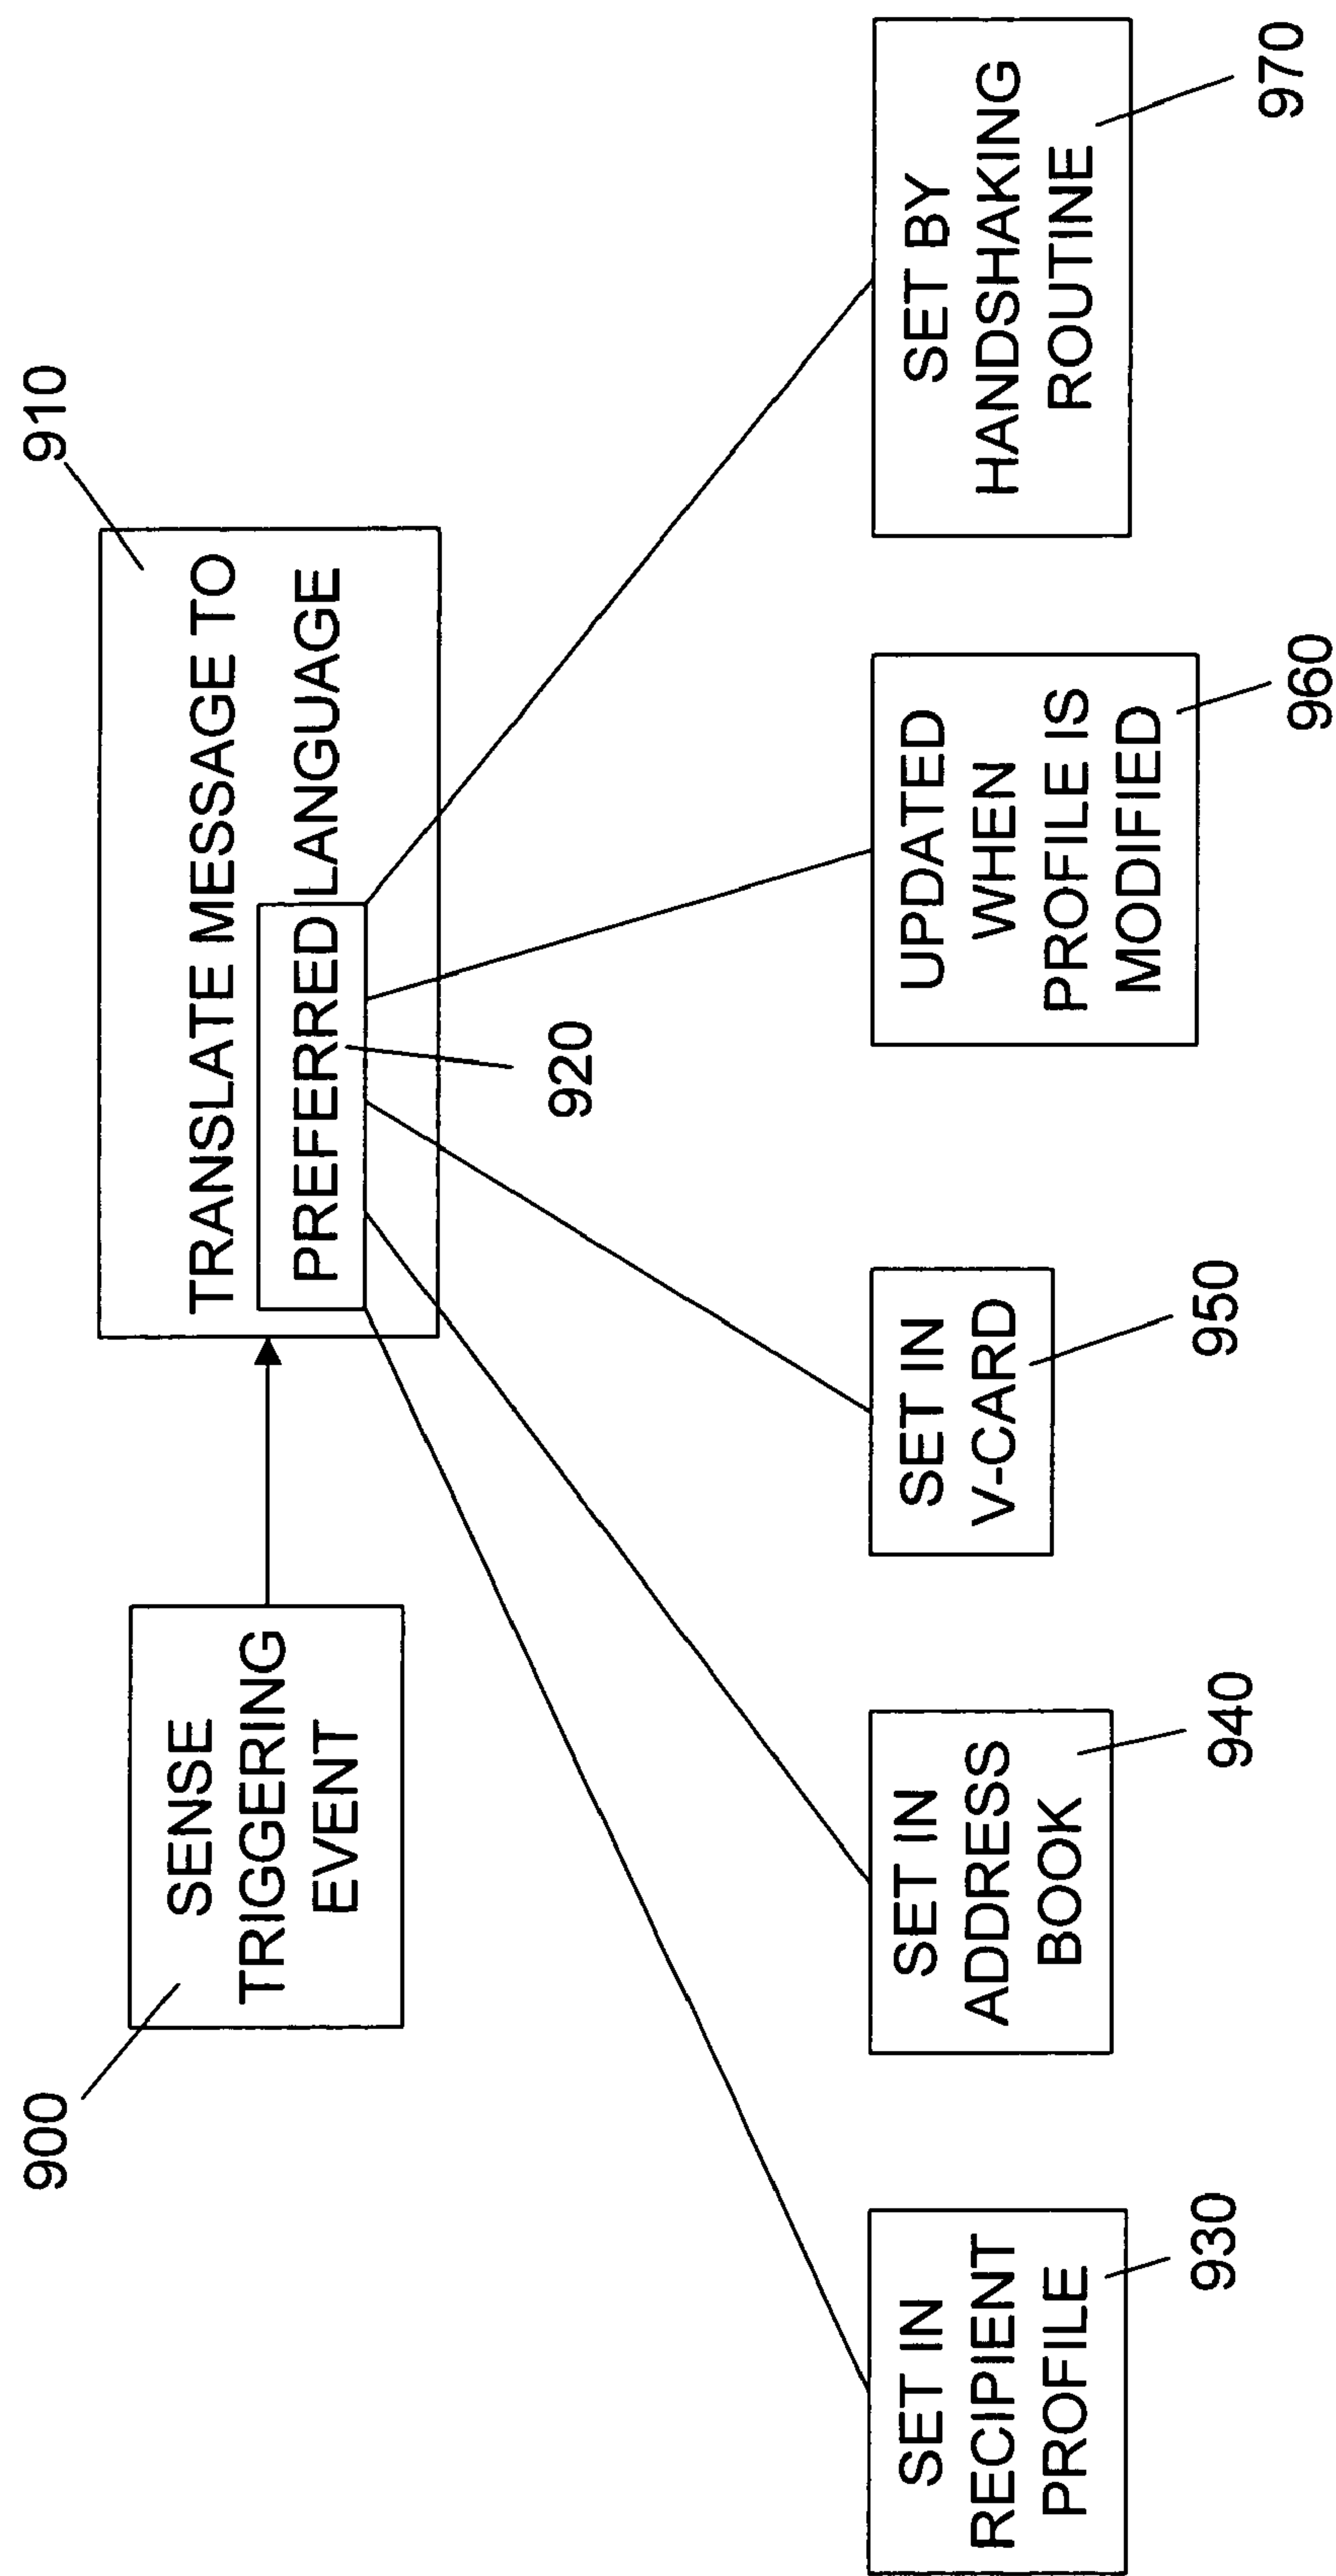 900
SENSE
TRIGGERING
EVENT
910
TRANSLATE MESSAGE TO
PREFERRED LANGUAGE
920
SET IN
RECIPIENT
PROFILE
930
SET IN
ADDRESS
BOOK
940
SET IN
V-CARD
950
UPDATED
WHEN
PROFILE IS
MODIFIED
960
SET BY
HANDSHAKING
ROUTINE
970